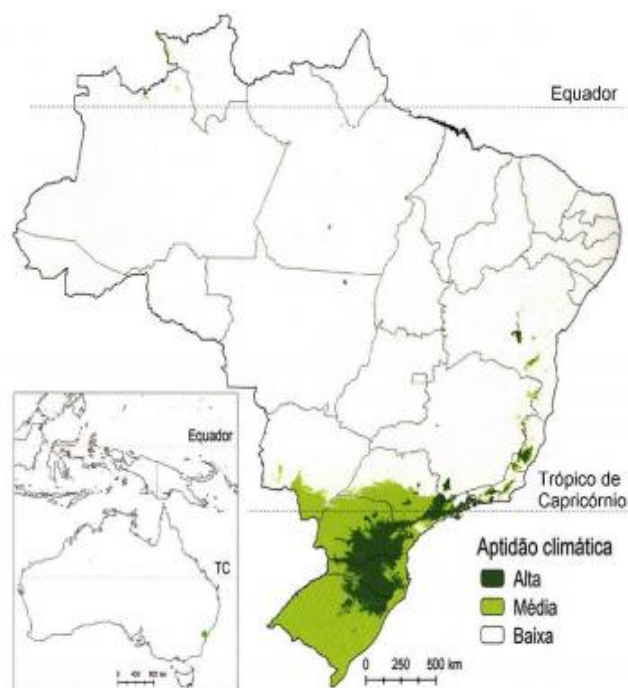 Equador
Trópico de
Capricórnio
Aptidão climática
Alta
Média
Baixa
0 250 500 km
Equador
TC